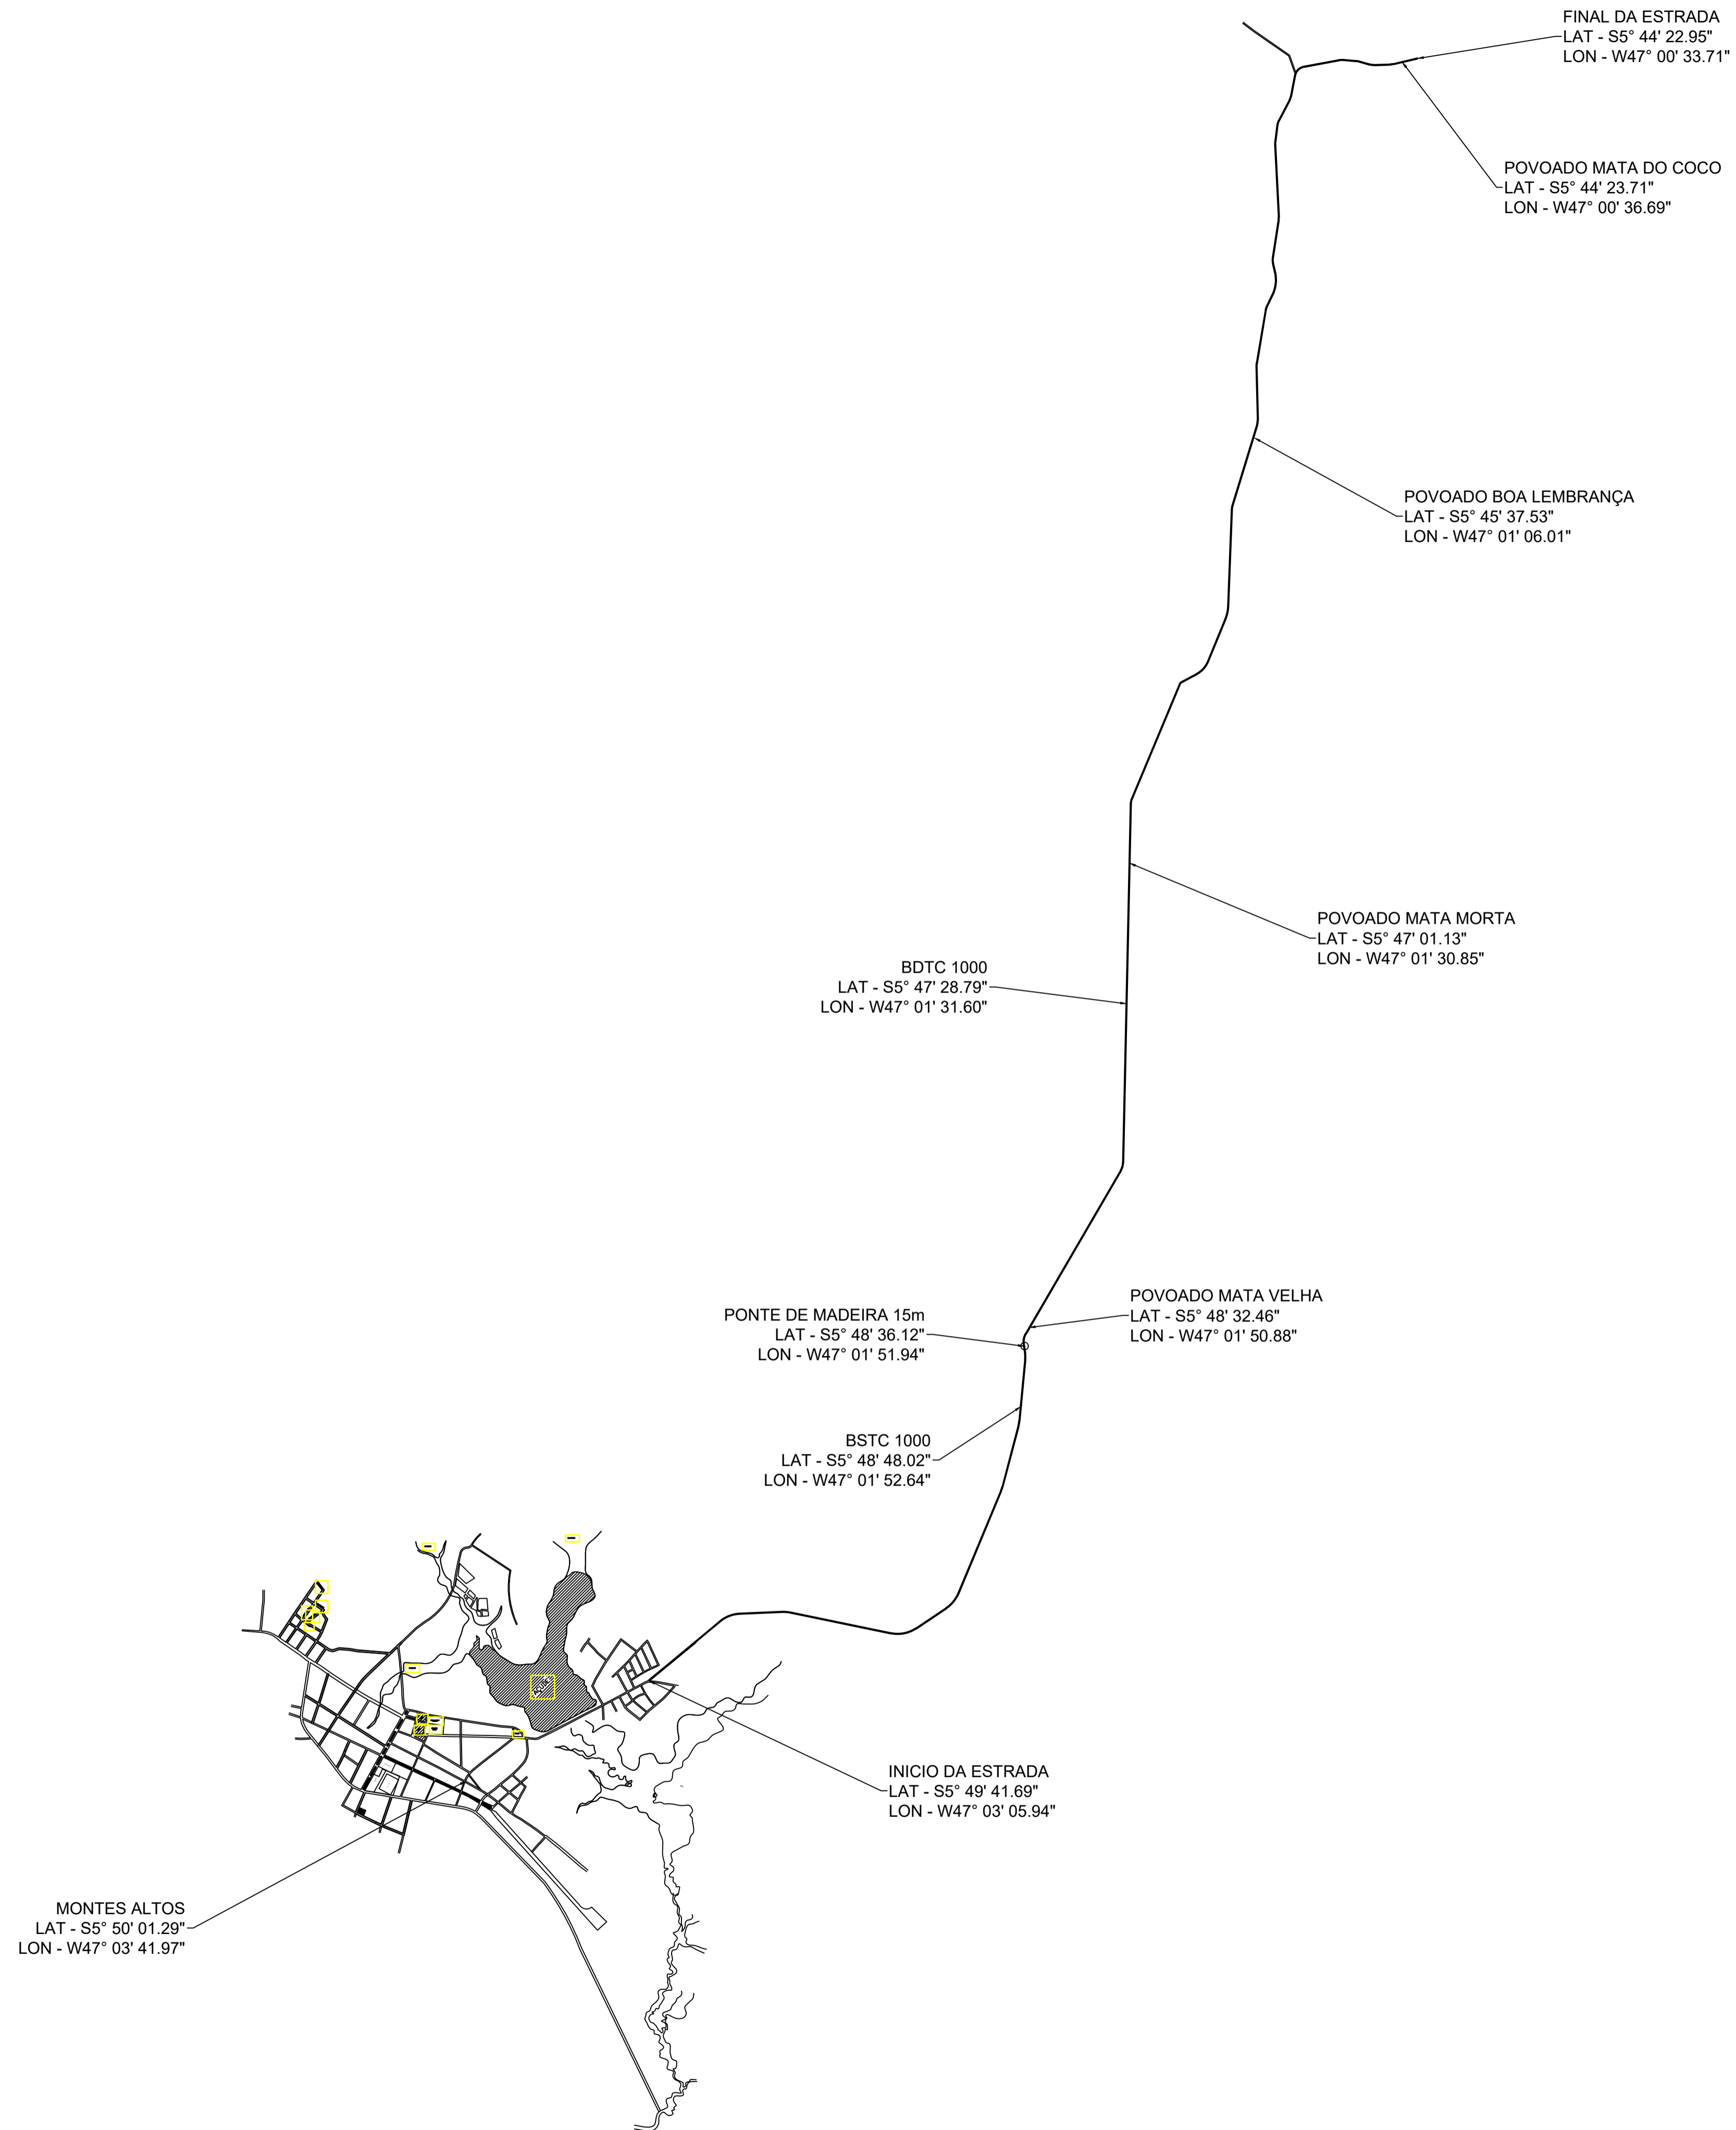 FINAL DA ESTRADA
LAT - S5° 44' 22.95"
LON - W47° 00' 33.71"
POVOADO MATA DO COCO
LAT - S5° 44' 23.71"
LON - W47° 00' 36.69"
POVOADO BOA LEMBRANÇA
LAT - S5° 45' 37.53"
LON - W47° 01' 06.01"
POVOADO MATA MORTA
LAT - S5° 47' 01.13"
LON - W47° 01' 30.85"
BDTC 1000
LAT - S5° 47' 28.79"
LON - W47° 01' 31.60"
POVOADO MATA VELHA
LAT - S5° 48' 32.46"
LON - W47° 01' 50.88"
PONTE DE MADEIRA 15m
LAT - S5° 48' 36.12"
LON - W47° 01' 51.94"
BSTC 1000
LAT - S5° 48' 48.02"
LON - W47° 01' 52.64"
INICIO DA ESTRADA
LAT - S5° 49' 41.69"
LON - W47° 03' 05.94"
MONTES ALTOS
LAT - S5° 50' 01.29"
LON - W47° 03' 41.97"